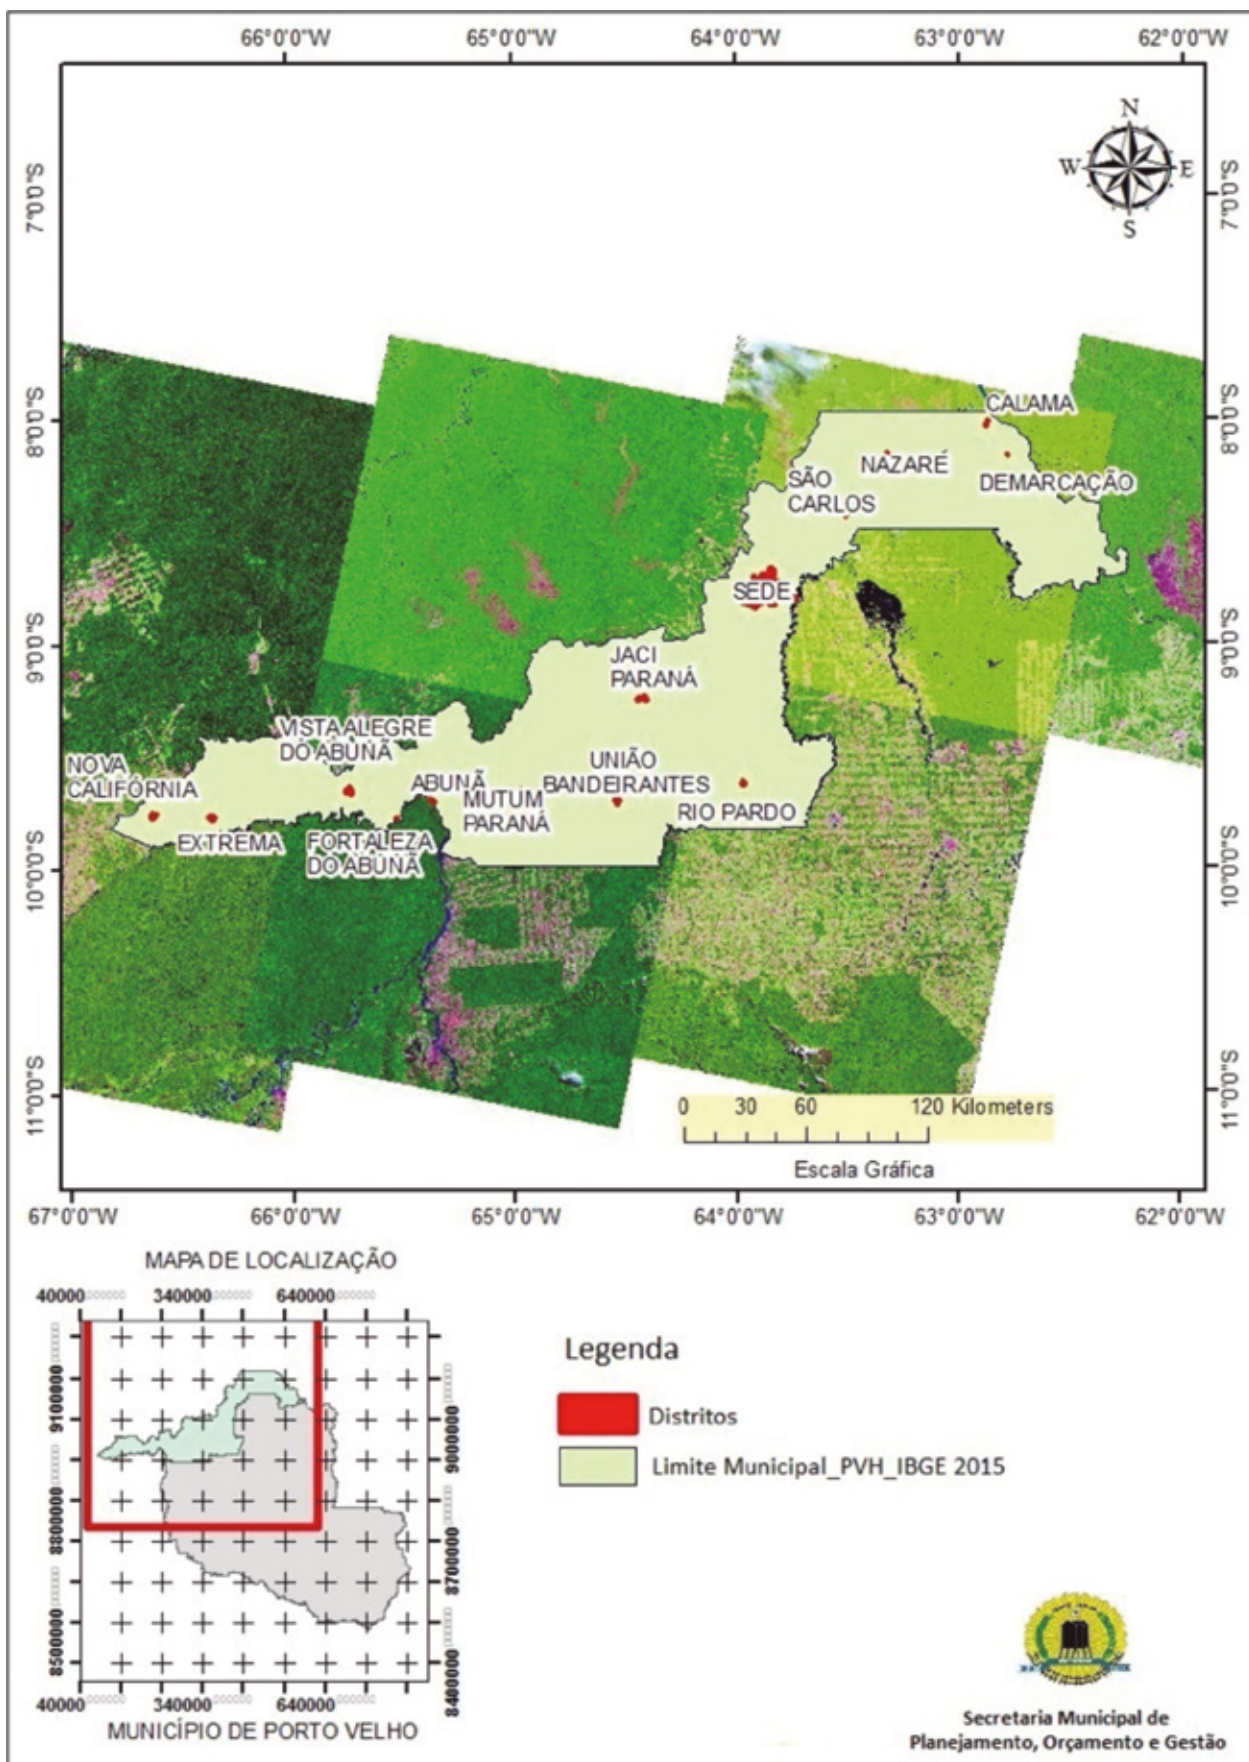 66°0'0"W 65°0'0"W 64°0'0"W 63°0'0"W 62°0'0"W
N
W E
S
7°0'0"S 7°0'0"S
8°0'0"S 8°0'0"S
9°0'0"S 9°0'0"S
10°0'0"S 10°0'0"S
11°0'0"S 11°0'0"S
CALAMA
NAZARÉ
SÃO
CARLOS
DEMARCAÇÃO
SEDE
JACI
PARANÁ
VISTA ALEGRE
DO ABUNÃ
NOVA
CALIFÓRNIA
ABUNÃ
UNIÃO
BANDEIRANTES
MUTUM
PARANÁ
RIO PARDO
EXTREMA
FORTALEZA
DO ABUNÃ
0 30 60 120 Kilometers
Escala Gráfica
67°0'0"W 66°0'0"W 65°0'0"W 64°0'0"W 63°0'0"W 62°0'0"W
MAPA DE LOCALIZAÇÃO
40000 340000 640000
9100000 9000000
8800000 8700000
8500000 8400000
40000 340000 640000
MUNICÍPIO DE PORTO VELHO
Legenda
Distritos
Limite Municipal_PVH_IBGE 2015
Secretaria Municipal de
Planejamento, Orçamento e Gestão